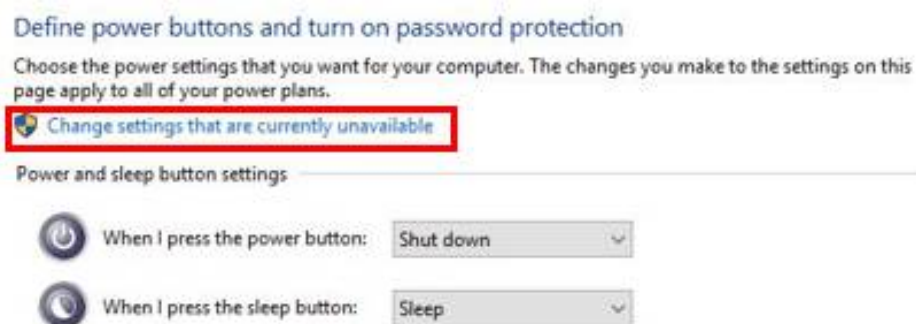 Define power buttons and turn on password protection
Choose the power settings that you want for your computer. The changes you make to the settings on this
page apply to all of your power plans.
Change settings that are currently unavailable
Power and sleep button settings
When I press the power button: Shut down
When I press the sleep button: Sleep